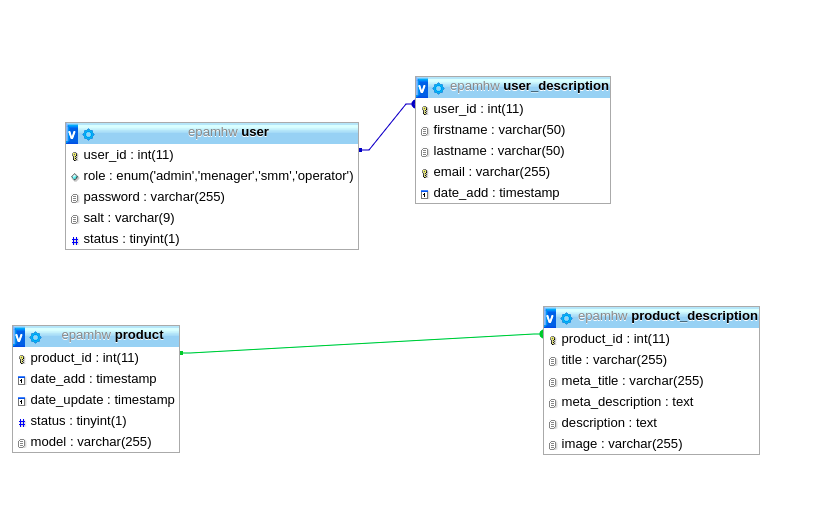 epamhw user_description
user_id : int(11)
firstname : varchar(50)
lastname : varchar(50)
email : varchar(255)
date_add : timestamp
epamhw user
user_id : int(11)
role : enum('admin','menager','smm','operator')
password : varchar(255)
salt : varchar(9)
status : tinyint(1)
epamhw product_description
product_id : int(11)
title : varchar(255)
meta_title : varchar(255)
meta_description : text
description : text
image : varchar(255)
epamhw product
product_id : int(11)
date_add : timestamp
date_update : timestamp
status : tinyint(1)
model : varchar(255)